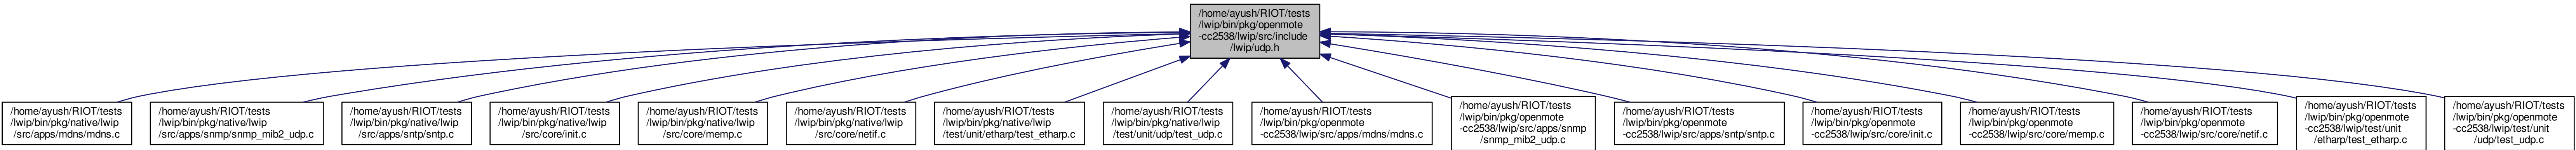 /home/ayush/RIOT/tests
/lwip/bin/pkg/openmote
-cc2538/lwip/src/include
/lwip/udp.h
/home/ayush/RIOT/tests
/lwip/bin/pkg/native/lwip
/src/apps/mdns/mdns.c
/home/ayush/RIOT/tests
/lwip/bin/pkg/native/lwip
/src/apps/snmp/snmp_mib2_udp.c
/home/ayush/RIOT/tests
/lwip/bin/pkg/native/lwip
/src/apps/sntp/sntp.c
/home/ayush/RIOT/tests
/lwip/bin/pkg/native/lwip
/src/core/init.c
/home/ayush/RIOT/tests
/lwip/bin/pkg/native/lwip
/src/core/memp.c
/home/ayush/RIOT/tests
/lwip/bin/pkg/native/lwip
/src/core/netif.c
/home/ayush/RIOT/tests
/lwip/bin/pkg/native/lwip
/test/unit/etharp/test_etharp.c
/home/ayush/RIOT/tests
/lwip/bin/pkg/native/lwip
/test/unit/udp/test_udp.c
/home/ayush/RIOT/tests
/lwip/bin/pkg/openmote
-cc2538/lwip/src/apps/mdns/mdns.c
/home/ayush/RIOT/tests
/lwip/bin/pkg/openmote
-cc2538/lwip/src/apps/snmp
/snmp_mib2_udp.c
/home/ayush/RIOT/tests
/lwip/bin/pkg/openmote
-cc2538/lwip/src/apps/sntp/sntp.c
/home/ayush/RIOT/tests
/lwip/bin/pkg/openmote
-cc2538/lwip/src/core/init.c
/home/ayush/RIOT/tests
/lwip/bin/pkg/openmote
-cc2538/lwip/src/core/memp.c
/home/ayush/RIOT/tests
/lwip/bin/pkg/openmote
-cc2538/lwip/src/core/netif.c
/home/ayush/RIOT/tests
/lwip/bin/pkg/openmote
-cc2538/lwip/test/unit
/etharp/test_etharp.c
/home/ayush/RIOT/tests
/lwip/bin/pkg/openmote
-cc2538/lwip/test/unit
/udp/test_udp.c